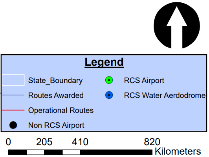 Legend
State_Boundary
RCS Airport
Routes Awarded
RCS Water Aerodrome
Operational Routes
Non RCS Airport
0 205 410 820
Kilometers